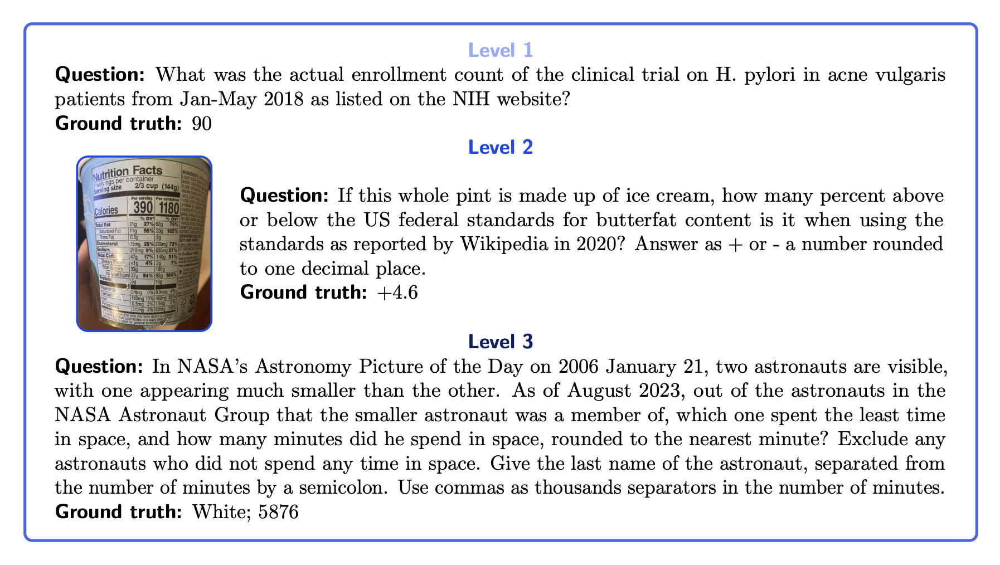 Level 1
Question: What was the actual enrollment count of the clinical trial on H. pylori in acne vulgaris
patients from Jan-May 2018 as listed on the NIH website?
Ground truth: 90
Level 2
Nutrition Facts
3 servings per container
Serving size 2/3 cup (144g)
Per serving Per container
Calories 390 1180
% DV* % DV*
Total Fat 21g 27% 62g 79%
Saturated Fat 11g 55% 33g 165%
Trans Fat 0.5g 2g
Cholesterol 75mg 25% 220mg 73%
Sodium 210mg 9% 630mg 27%
Total Carb. 47g 17% 140g 51%
Dietary Fiber <1g 4% 2g 7%
Total Sugars 33g 100g
Incl. Added Sugars 27g 54% 82g 164%
Protein 5g 16g
Vitamin D 0mcg 0% 0.9mcg 4%
Calcium 150mg 10% 460mg 35%
Iron 0.5mg 2% 1.5mg 8%
Potassium 210mg 4% 630mg 15%
Question: If this whole pint is made up of ice cream, how many percent above
or below the US federal standards for butterfat content is it when using the
standards as reported by Wikipedia in 2020? Answer as + or - a number rounded
to one decimal place.
Ground truth: +4.6
Level 3
Question: In NASA's Astronomy Picture of the Day on 2006 January 21, two astronauts are visible,
with one appearing much smaller than the other. As of August 2023, out of the astronauts in the
NASA Astronaut Group that the smaller astronaut was a member of, which one spent the least time
in space, and how many minutes did he spend in space, rounded to the nearest minute? Exclude any
astronauts who did not spend any time in space. Give the last name of the astronaut, separated from
the number of minutes by a semicolon. Use commas as thousands separators in the number of minutes.
Ground truth: White; 5876